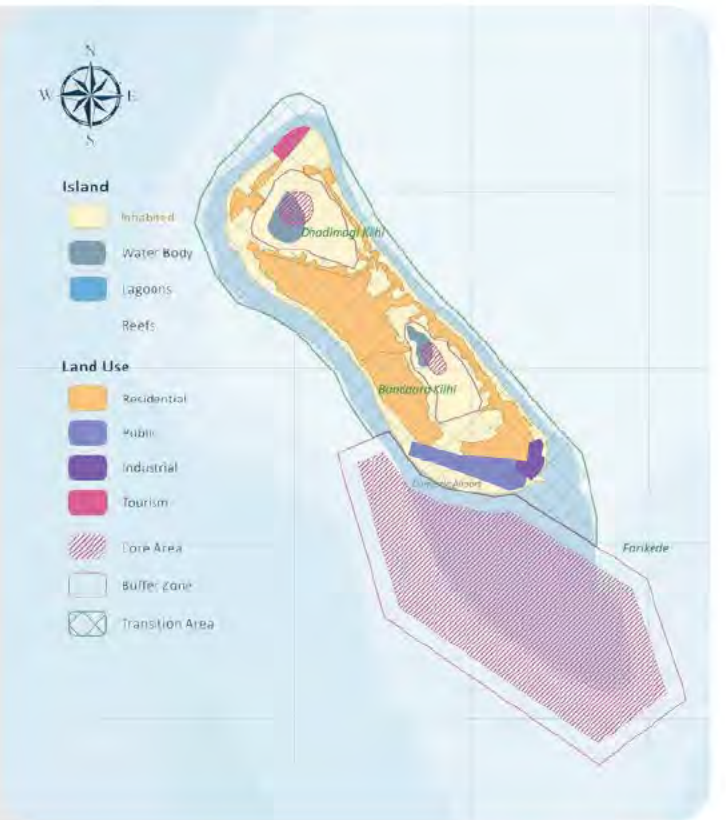 N
W E
S
Island
Inhabited
Water Body
Lagoons
Reefs
Land Use
Residential
Public
Industrial
Tourism
Core Area
Buffer Zone
Transition Area
Dhadimagi Kilhi
Kilhi
Airport
Farikede